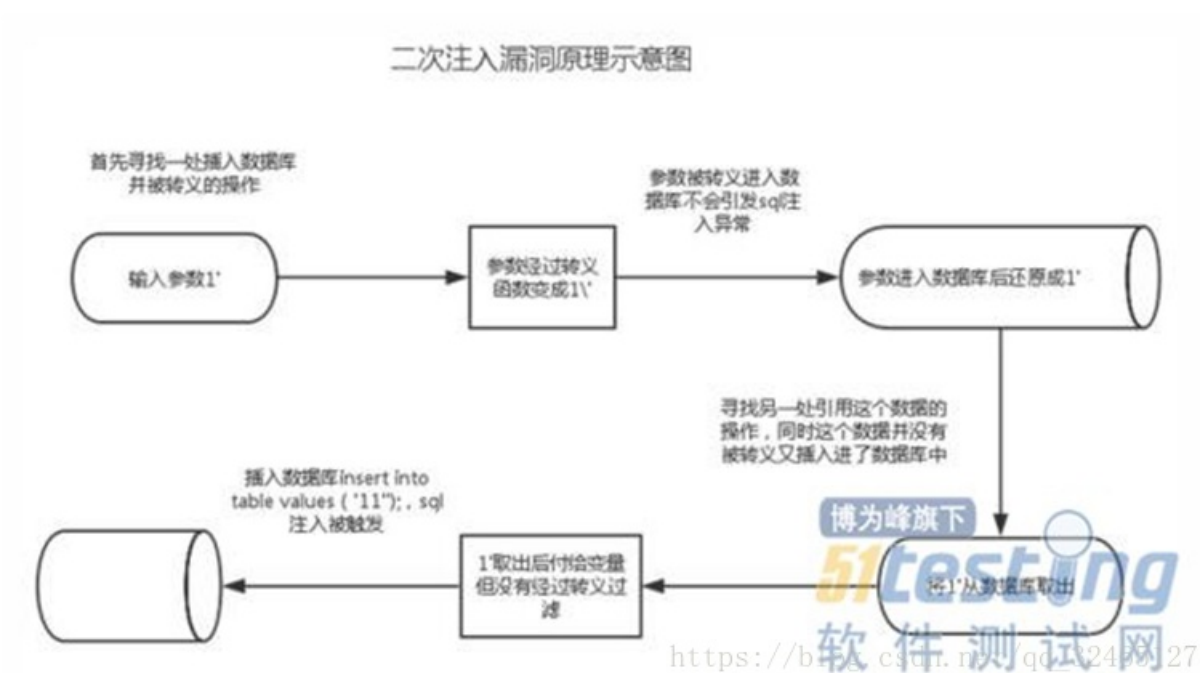 二次注入漏洞原理示意图
首先寻找一处插入数据库
并被转义的操作
参数被转义进入数
据库不会引发sql注
入异常
输入参数1'
参数经过转义
函数变成1\'
参数进入数据库后还原成1'
寻找另一处引用这个数据的
操作，同时这个数据并没有
被转义又插入进了数据库中
插入数据库insert into
table values ( '11'');, sql
注入被触发
1'取出后付给变量
但没有经过转义过
滤
将1'从数据库取出
博为峰旗下
51testing
软件测试网